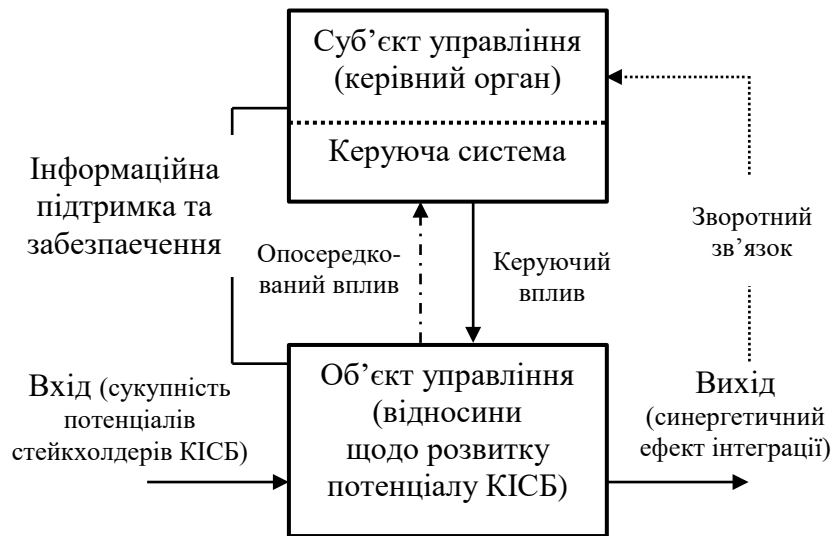 Суб’єкт управління
(керівний орган)
Керуюча система
Інформаційна
підтримка та
забезпаечення
Опосередко-
ваний вплив
Керуючий
вплив
Зворотний
зв’язок
Вхід (сукупність
потенціалів
стейкхолдерів КІСБ)
Об’єкт управління
(відносини
щодо розвитку
потенціалу КІСБ)
Вихід
(синергетичний
ефект інтеграції)